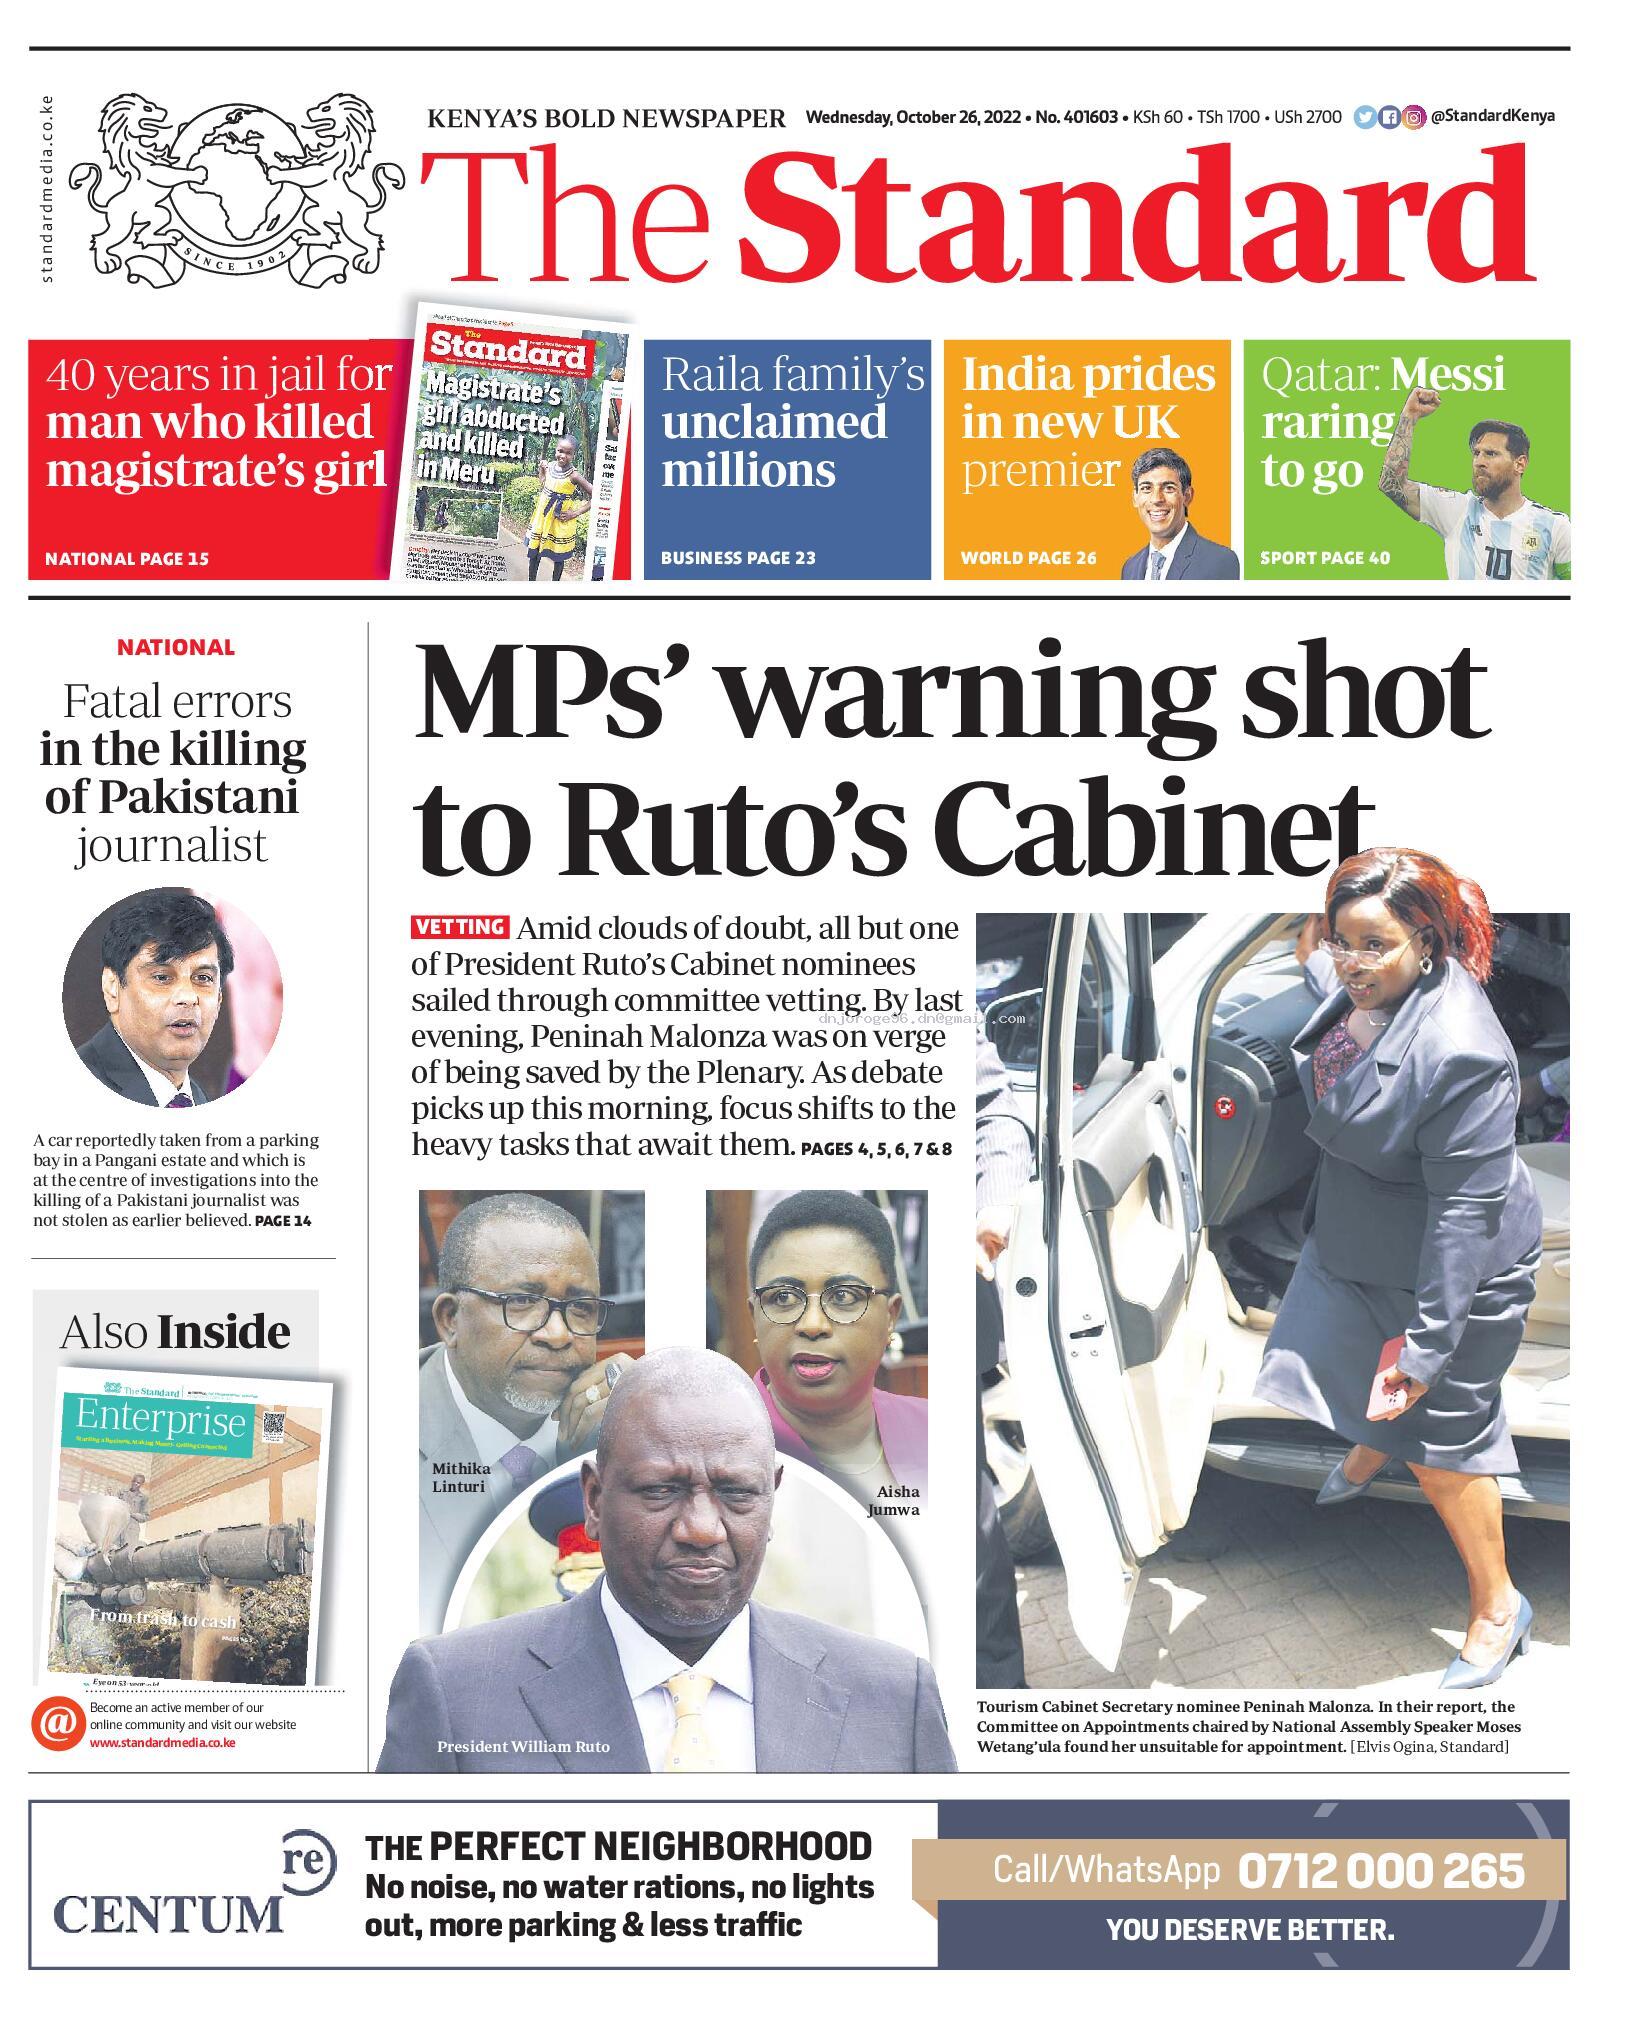 standardmedia.co.ke
SINCE 1902
KENYA'S BOLD NEWSPAPER
Wednesday, October 26, 2022 • No. 401603 • KSh 60 • TSh 1700 • USh 2700
@StandardKenya
The Standard
40 years in jail for
man who killed
magistrate's girl
NATIONAL PAGE 15
The
Standard
Magistrate's
girl abducted
and killed
in Meru
Raila family's
unclaimed
millions
BUSINESS PAGE 23
India prides
in new UK
premier
WORLD PAGE 26
Qatar: Messi
raring
to go
SPORT PAGE 40
10
NATIONAL
Fatal errors
in the killing
of Pakistani
journalist
A car reportedly taken from a parking
bay in a Pangani estate and which is
at the centre of investigations into the
killing of a Pakistani journalist was
not stolen as earlier believed. PAGE 14
Also Inside
The Standard
Enterprise
From trash to cash
Become an active member of our
online community and visit our website
www.standardmedia.co.ke
MPs' warning shot
to Ruto's Cabinet
VETTING Amid clouds of doubt, all but one
of President Ruto's Cabinet nominees
sailed through committee vetting. By last
evening, Peninah Malonza was on verge
of being saved by the Plenary. As debate
picks up this morning, focus shifts to the
heavy tasks that await them. PAGES 4, 5, 6, 7 & 8
dnjoroge96.dn@gmail.com
Mithika
Linturi
Aisha
Jumwa
President William Ruto
Tourism Cabinet Secretary nominee Peninah Malonza. In their report, the
Committee on Appointments chaired by National Assembly Speaker Moses
Wetang'ula found her unsuitable for appointment. [Elvis Ogina, Standard]
CENTUM re
THE PERFECT NEIGHBORHOOD
No noise, no water rations, no lights
out, more parking & less traffic
Call/WhatsApp 0712 000 265
YOU DESERVE BETTER.